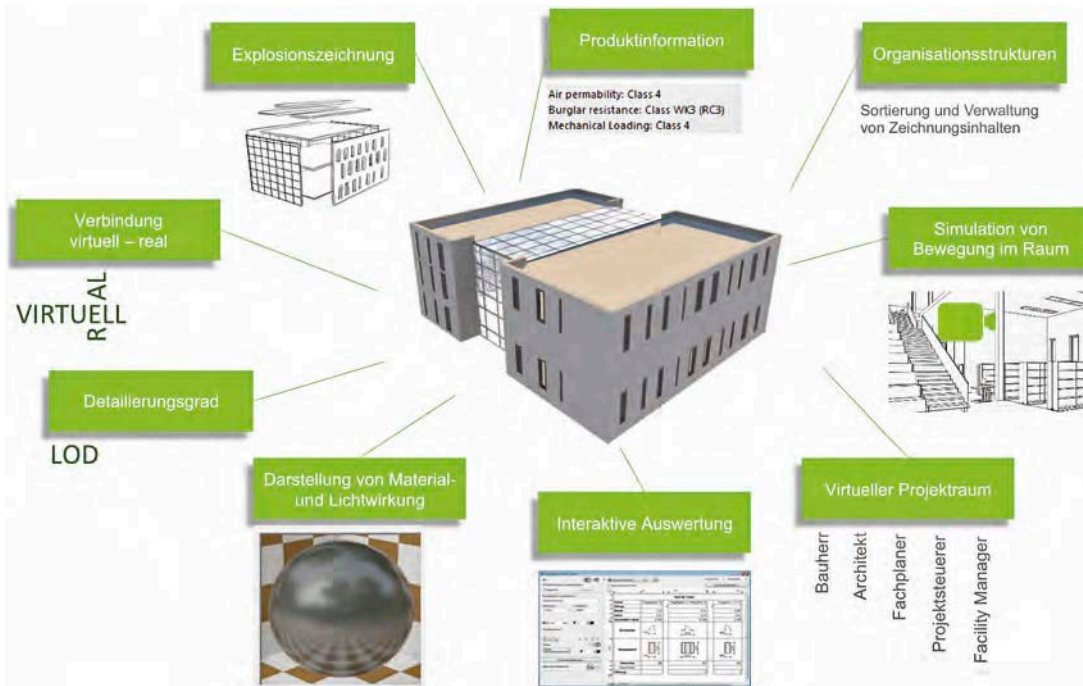 Explosionszeichnung
Produktinformation
Air permability: Class 4
Burglar resistance: Class WK3 (RC3)
Mechanical Loading: Class 4
Organisationsstrukturen
Sortierung und Verwaltung
von Zeichnungsinhalten
Verbindung
virtuell – real
VIRTUELL
R AL
Simulation von
Bewegung im Raum
Detailierungsgrad
LOD
Darstellung von Material-
und Lichtwirkung
Interaktive Auswertung
Virtueller Projektraum
Bauherr
Architekt
Fachplaner
Projektsteuerer
Facility Manager